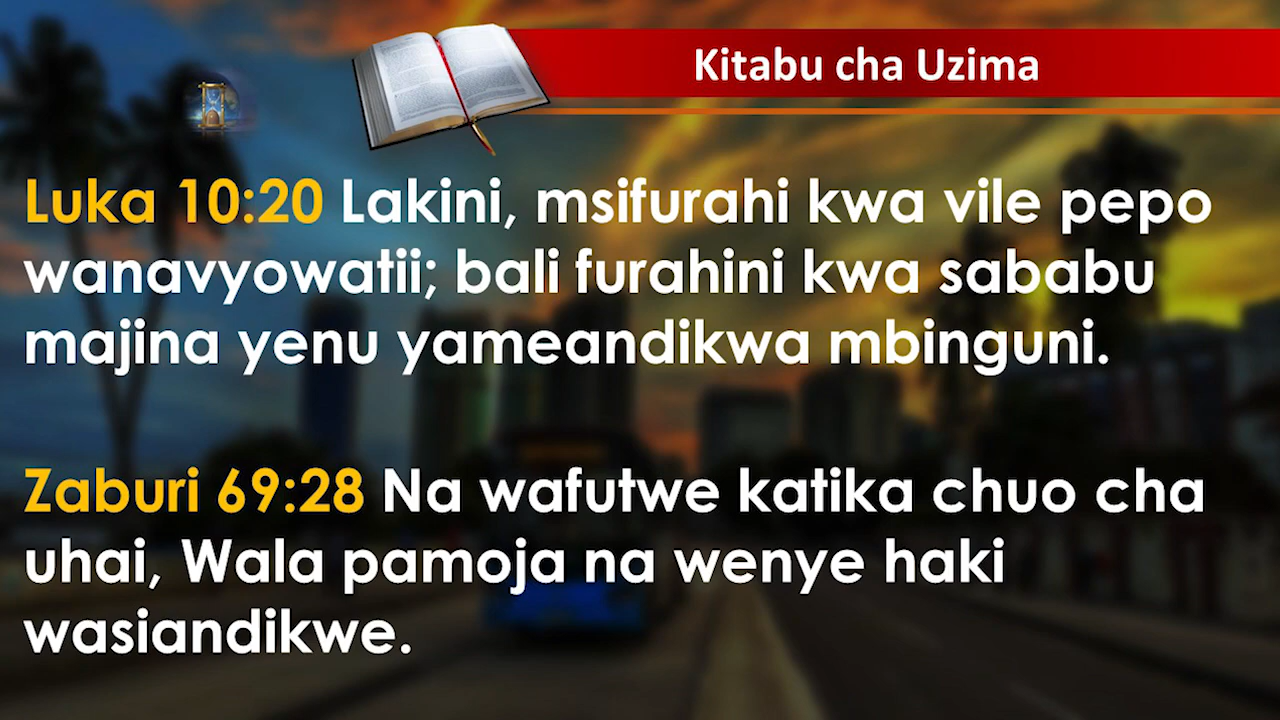 Kitabu cha Uzima
Luka 10:20 Lakini, msifurahi kwa vile pepo
wanavyowatii; bali furahini kwa sababu
majina yenu yameandikwa mbinguni.
Zaburi 69:28 Na wafutwe katika chuo cha
uhai, Wala pamoja na wenye haki
wasiandikwe.